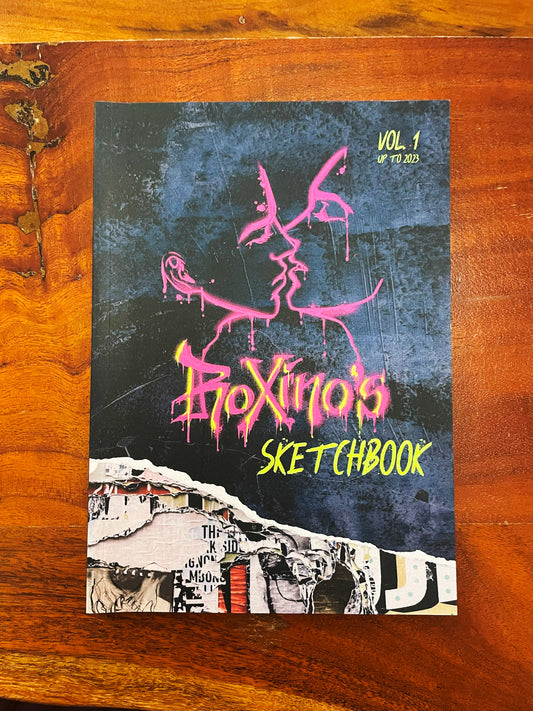 VOL. 1
UP TO 2023
RoXino's
SKETCHBOOK